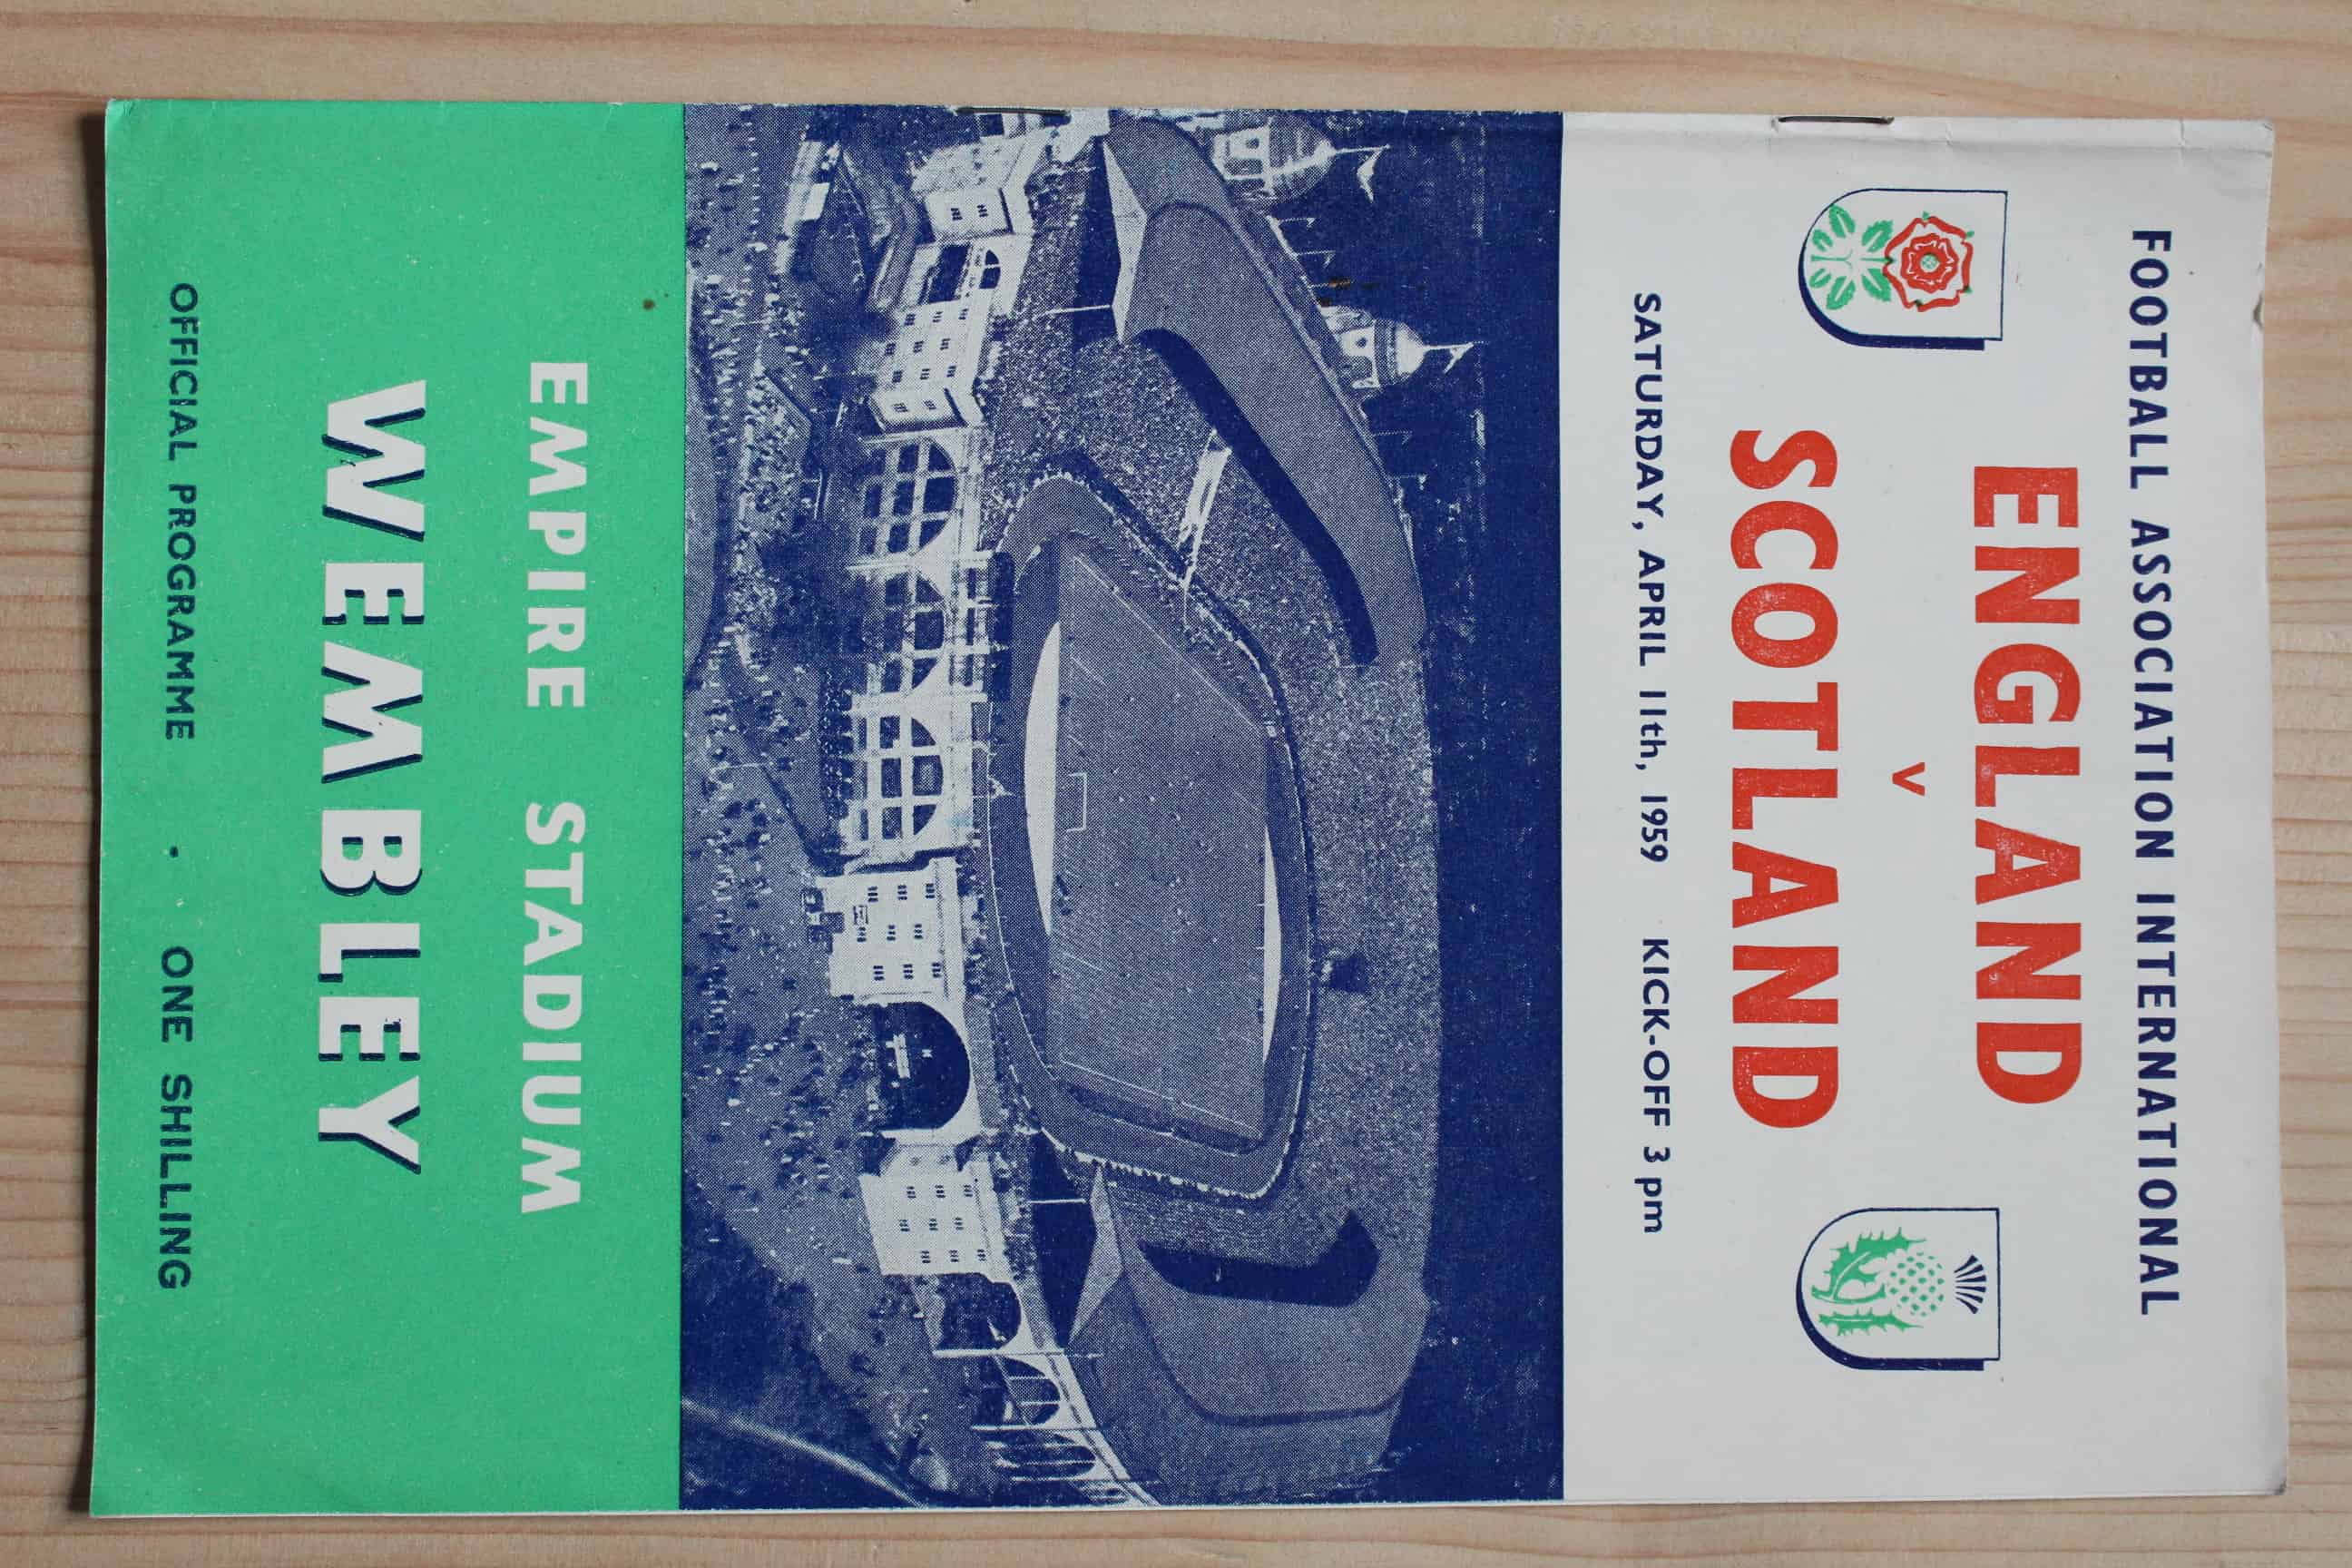 FOOTBALL ASSOCIATION INTERNATIONAL
ENGLAND
v
SCOTLAND
SATURDAY, APRIL 11th, 1959 KICK-OFF 3 pm
EMPIRE STADIUM
WEMBLEY
OFFICIAL PROGRAMME · ONE SHILLING